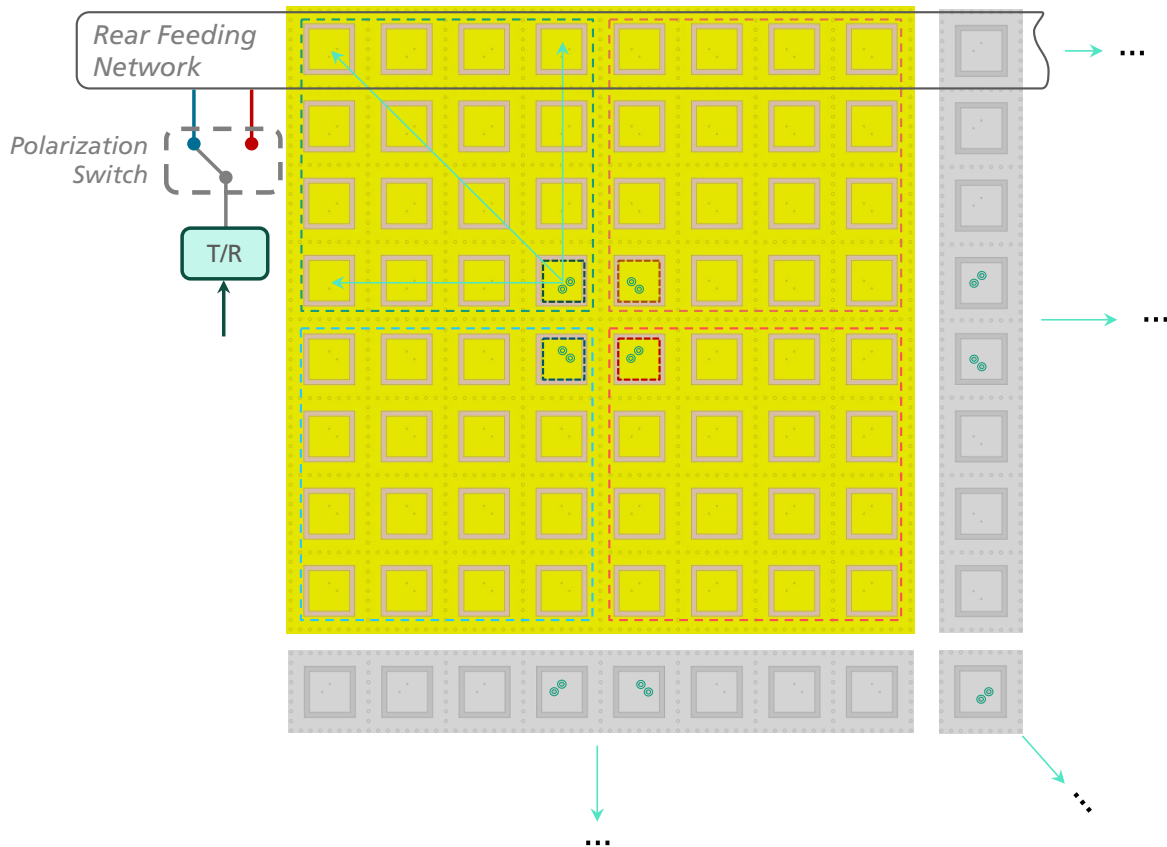 Rear Feeding
Network
...
Polarization
Switch
T/R
...
...
...